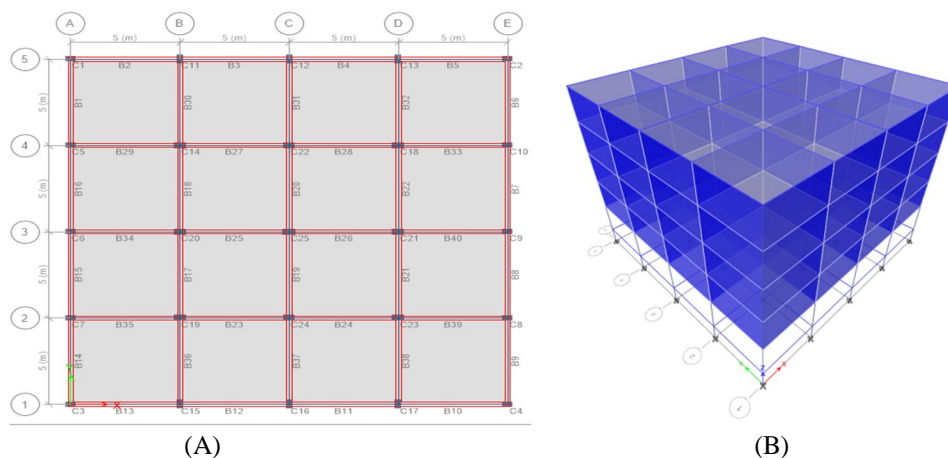 A B C D E
5 (m) 5 (m) 5 (m) 5 (m)
5
C1 B2 C11 B3 C12 B4 C13 B5 C2
5 (m) B1 B30 B31 B32 B6
4
C5 B29 C14 B27 C22 B28 C18 B33 C10
5 (m) B16 B18 B20 B22 B7
3
C6 B34 C20 B25 C25 B26 C21 B40 C9
5 (m) B15 B17 B19 B21 B8
2
C7 B35 C19 B23 C24 B24 C23 B39 C8
5 (m) B14 B36 B37 B38 B9
1 X
C3 B13 C15 B12 C16 B11 C17 B10 C4
Z X
(A) (B)